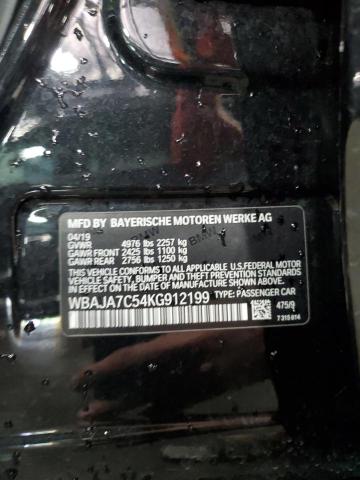 MFD BY BAYERISCHE MOTOREN WERKE AG
04/19
GVWR 4976 lbs 2257 kg
GAWR FRONT 2425 lbs 1100 kg
GAWR REAR 2756 lbs 1250 kg
THIS VEHICLE CONFORMS TO ALL APPLICABLE U.S. FEDERAL MOTOR
VEHICLE SAFETY, BUMPER, AND THEFT PREVENTION STANDARDS
IN EFFECT ON THE DATE OF MANUFACTURE SHOWN ABOVE.
WBAJA7C54KG912199 TYPE: PASSENGER CAR
475/9
7 315 814